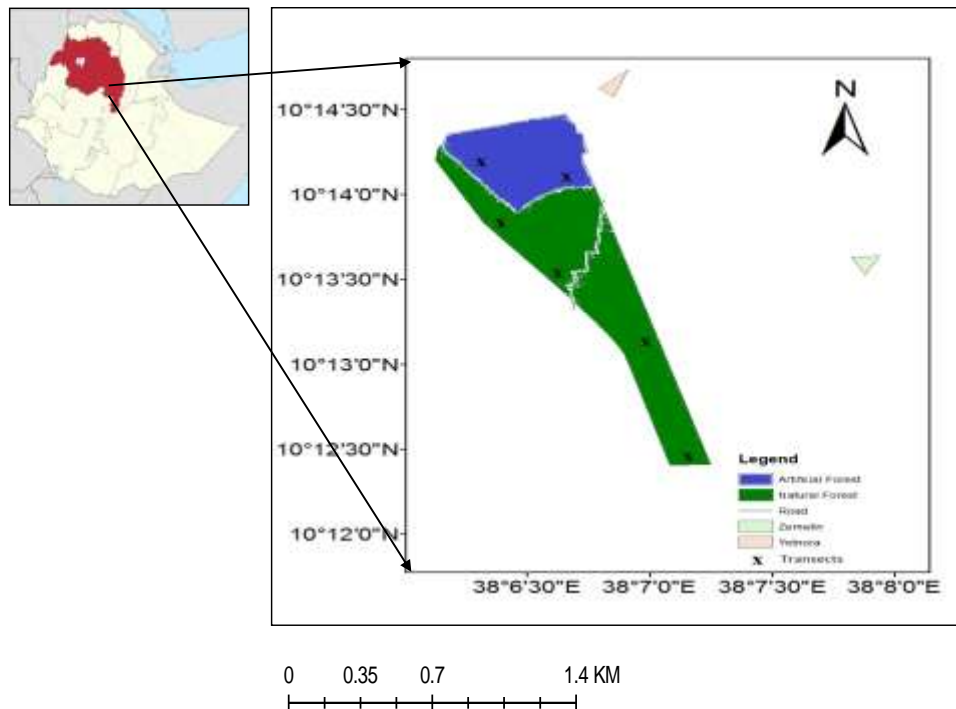 N
10°14'30"N
10°14'0"N
10°13'30"N
10°13'0"N
10°12'30"N
10°12'0"N
x
x
x
x
x
x
Legend
Artificial Forest
Natural Forest
Road
Yetnora
x Transects
38°6'30"E 38°7'0"E 38°7'30"E 38°8'0"E
0 0.35 0.7 1.4 KM